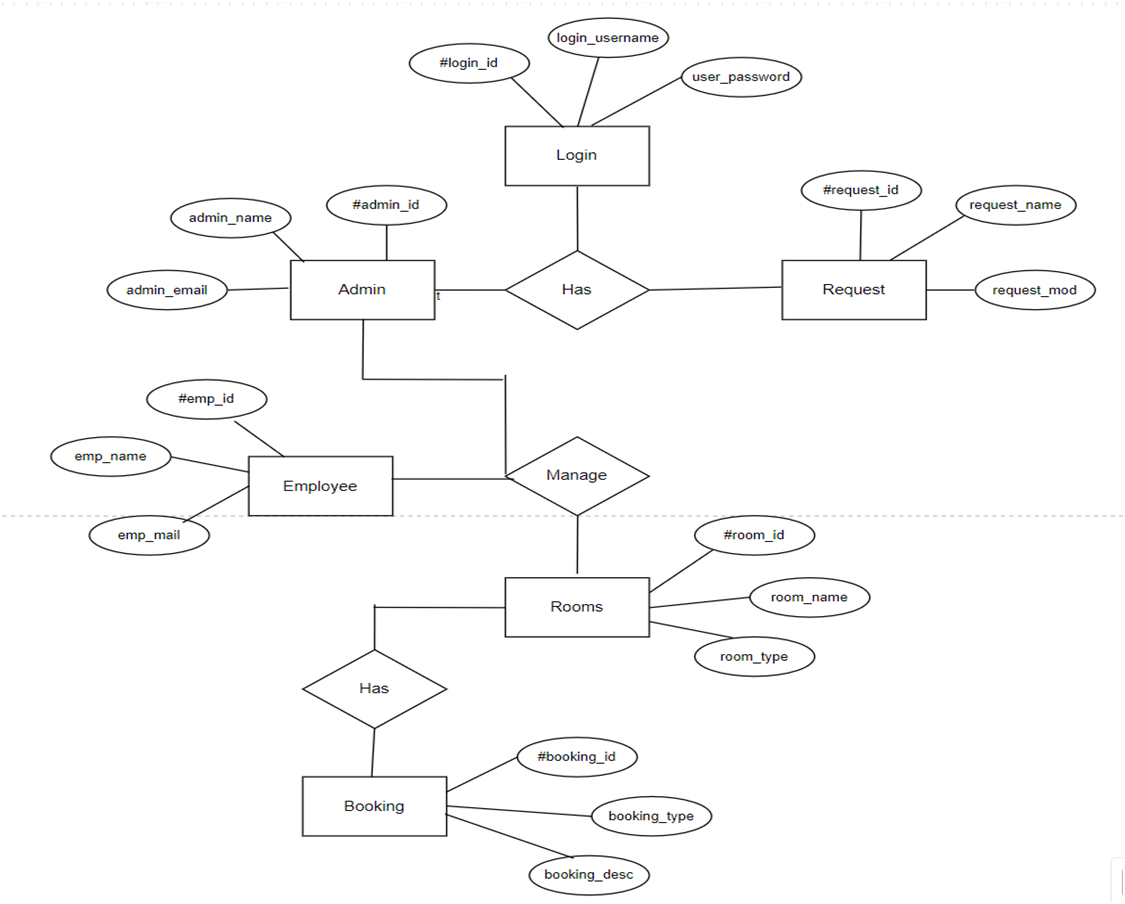 login_username
#login_id
user_password
Login
#request_id
#admin_id
request_name
admin_name
admin_email
Admin
t
Has
Request
request_mod
#emp_id
emp_name
Manage
Employee
emp_mail
#room_id
room_name
Rooms
room_type
Has
#booking_id
Booking
booking_type
booking_desc